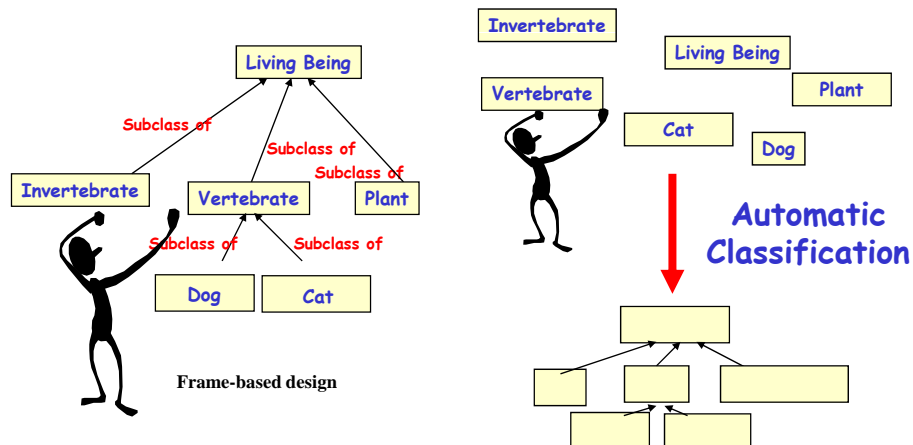 Living Being
Subclass of
Subclass of
Subclass of
Invertebrate
Vertebrate
Plant
Subclass of
Subclass of
Dog
Cat
Frame-based design
Invertebrate
Living Being
Plant
Vertebrate
Cat
Dog
Automatic
Classification